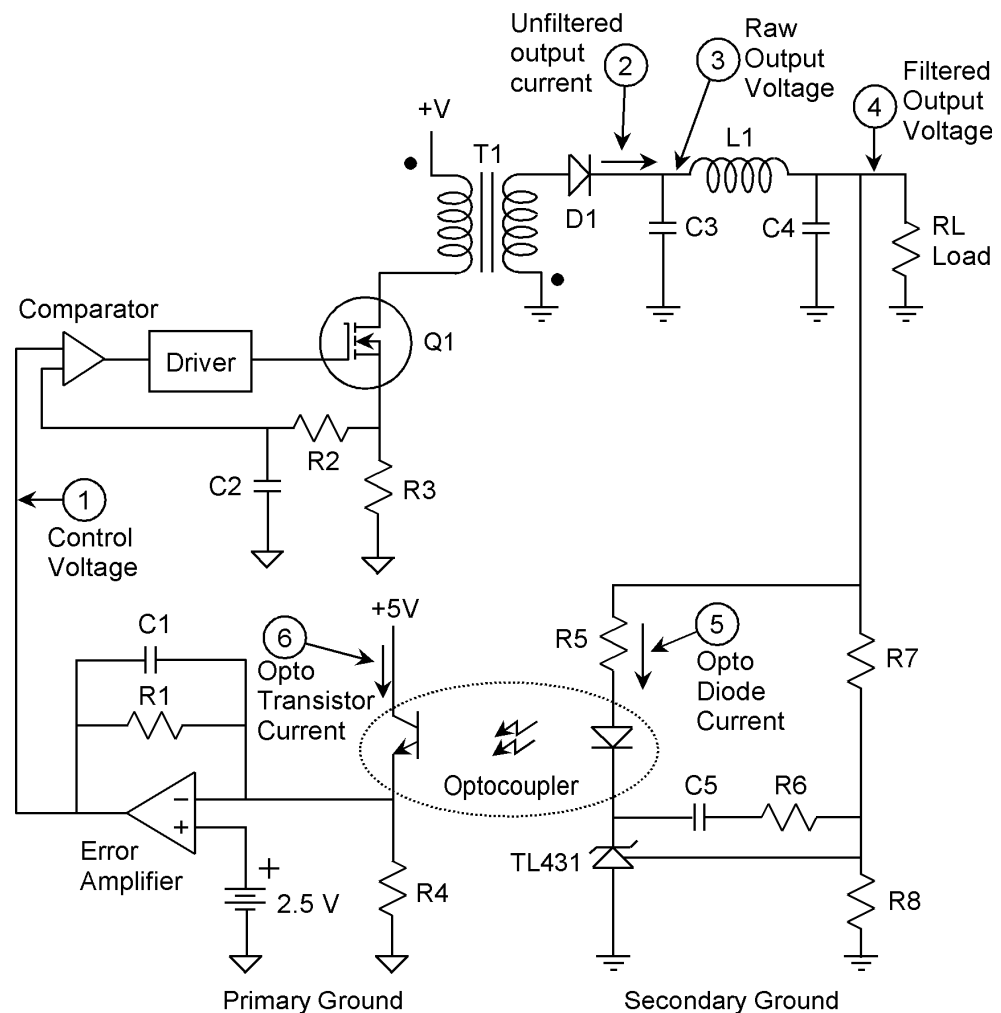 Unfiltered
output
current
2
3
Raw
Output
Voltage
4
Filtered
Output
Voltage
+V
T1
L1
D1
C3
C4
RL
Load
Comparator
Driver
Q1
R2
C2
R3
1
Control
Voltage
+5V
C1
6
Opto
Transistor
Current
R1
R5
5
Opto
Diode
Current
R7
Optocoupler
C5
R6
−
+
Error
Amplifier
+
2.5 V
R4
TL431
R8
Primary Ground
Secondary Ground